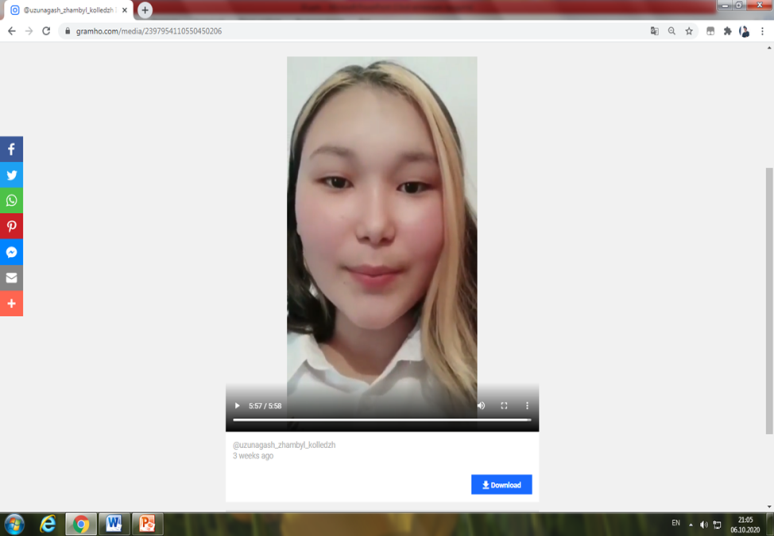 @uzunagash_zhambyl_kolledzh
gramho.com/media/2397954110550450206
5:57 / 5:58
@uzunagash_zhambyl_kolledzh
3 weeks ago
Download
EN
21:05
06.10.2020